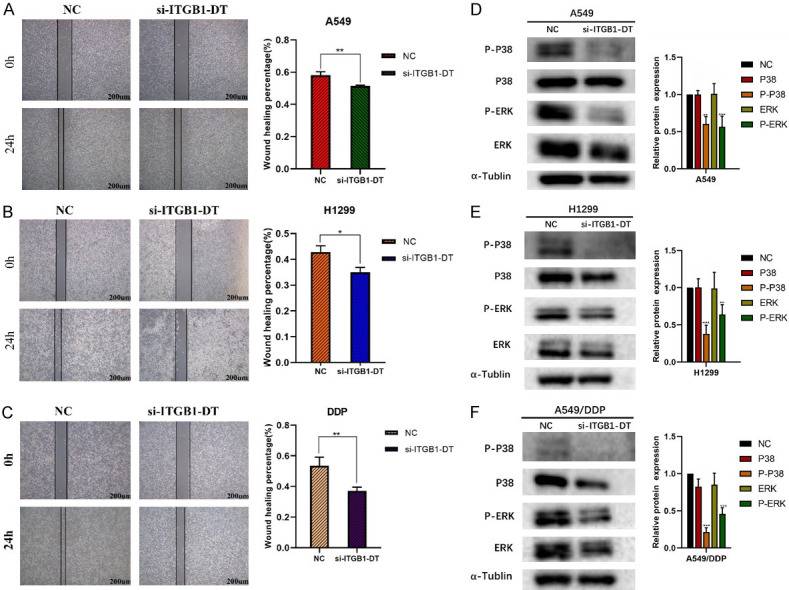 A
NC
si-ITGB1-DT
0h
200um
200um
24h
200um
200um
A549
Wound healing percentage(%)
0.8
0.6
0.4
0.2
0.0
**
NC
si-ITGB1-DT
NC
si-ITGB1-DT
B
NC
si-ITGB1-DT
0h
200um
200um
24h
200um
200um
H1299
Wound healing percentage(%)
0.5
0.4
0.3
0.2
0.1
0.0
*
NC
si-ITGB1-DT
NC
si-ITGB1-DT
C
NC
si-ITGB1-DT
0h
200um
200um
24h
200um
200um
DDP
Wound healing percentage(%)
0.8
0.6
0.4
0.2
0.0
**
NC
si-ITGB1-DT
NC
si-ITGB1-DT
D
A549
NC si-ITGB1-DT
P-P38
P38
P-ERK
ERK
α-Tublin
Relative protein expression
1.5
1.0
0.5
0.0
A549
NC
P38
P-P38
ERK
P-ERK
E
H1299
NC si-ITGB1-DT
P-P38
P38
P-ERK
ERK
α-Tublin
Relative protein expression
1.5
1.0
0.5
0.0
H1299
NC
P38
P-P38
ERK
P-ERK
F
A549/DDP
NC si-ITGB1-DT
P-P38
P38
P-ERK
ERK
α-Tublin
Relative protein expression
1.5
1.0
0.5
0.0
A549/DDP
NC
P38
P-P38
ERK
P-ERK